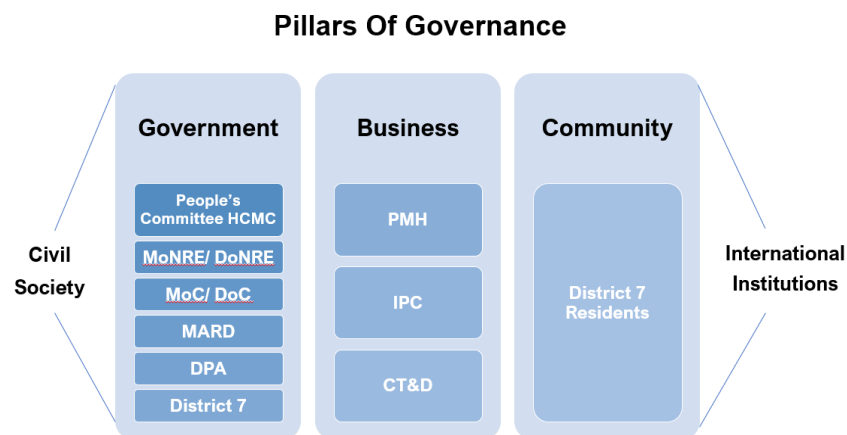 Pillars Of Governance
Government
People's
Committee HCMC
MoNRE/ DoNRE
MoC/ DoC
MARD
DPA
District 7
Business
PMH
IPC
CT&D
Community
District 7
Residents
Civil
Society
International
Institutions